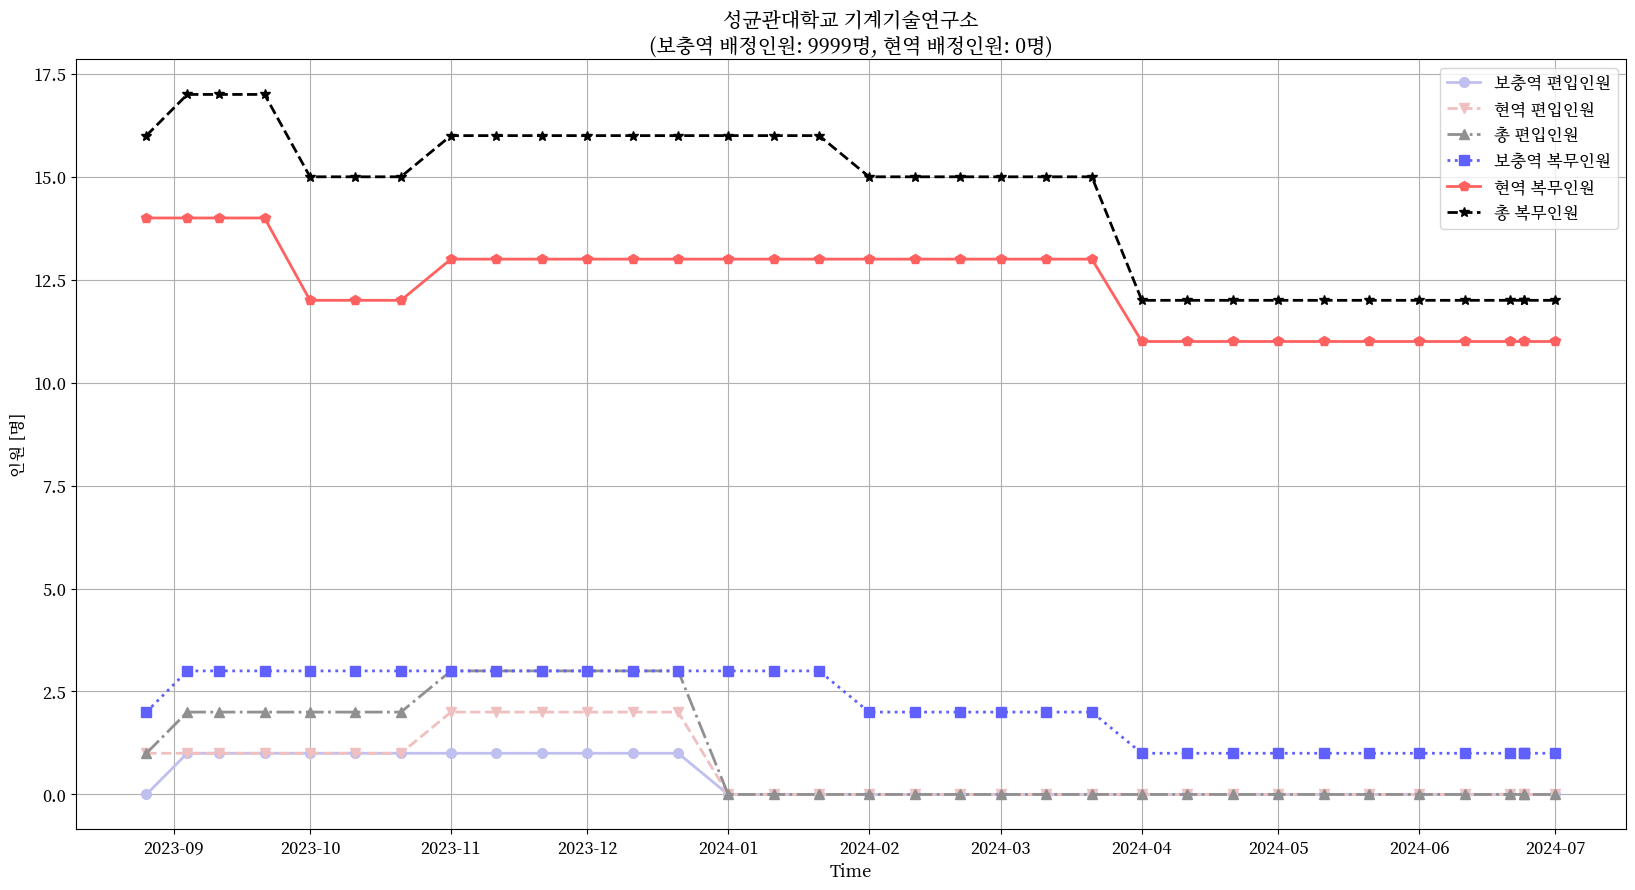 성균관대학교 기계기술연구소
(보충역 배정인원: 9999명, 현역 배정인원: 0명)
17.5
15.0
12.5
10.0
7.5
5.0
2.5
0.0
인원 [명]
보충역 편입인원
현역 편입인원
총 편입인원
보충역 복무인원
현역 복무인원
총 복무인원
2023-09
2023-10
2023-11
2023-12
2024-01
2024-02
2024-03
2024-04
2024-05
2024-06
2024-07
Time